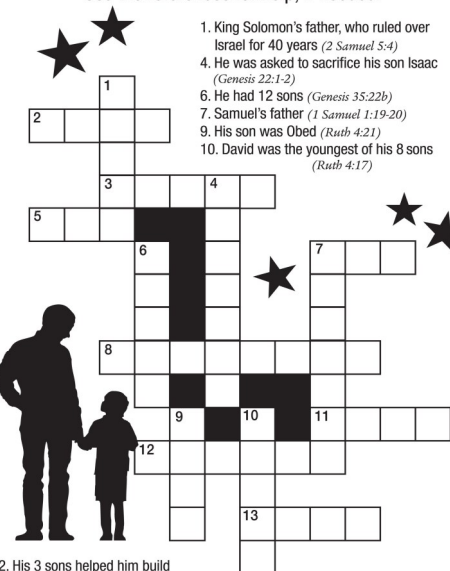 1. King Solomon's father, who ruled over
Israel for 40 years (2 Samuel 5:4)
4. He was asked to sacrifice his son Isaac
(Genesis 22:1-2)
6. He had 12 sons (Genesis 35:22b)
7. Samuel's father (1 Samuel 1:19-20)
9. His son was Obed (Ruth 4:21)
10. David was the youngest of his 8 sons
(Ruth 4:17)
1
2
3 4
5
6 7
8
9 10 11
12
13
2. His 3 sons helped him build